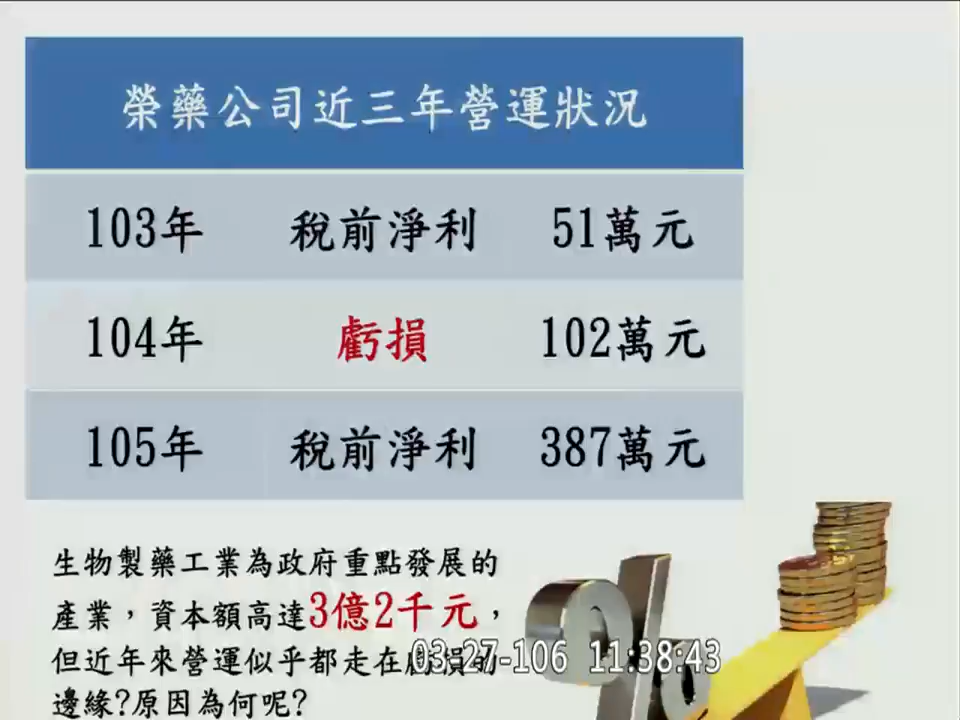 榮藥公司近三年營運狀況
103年 稅前淨利 51萬元
104年 虧損 102萬元
105年 稅前淨利 387萬元
生物製藥工業為政府重點發展的
產業，資本額高達3億2千元，
但近年來營運似乎都走在虧損的
邊緣?原因為何呢?
03-27-106 11:38:43